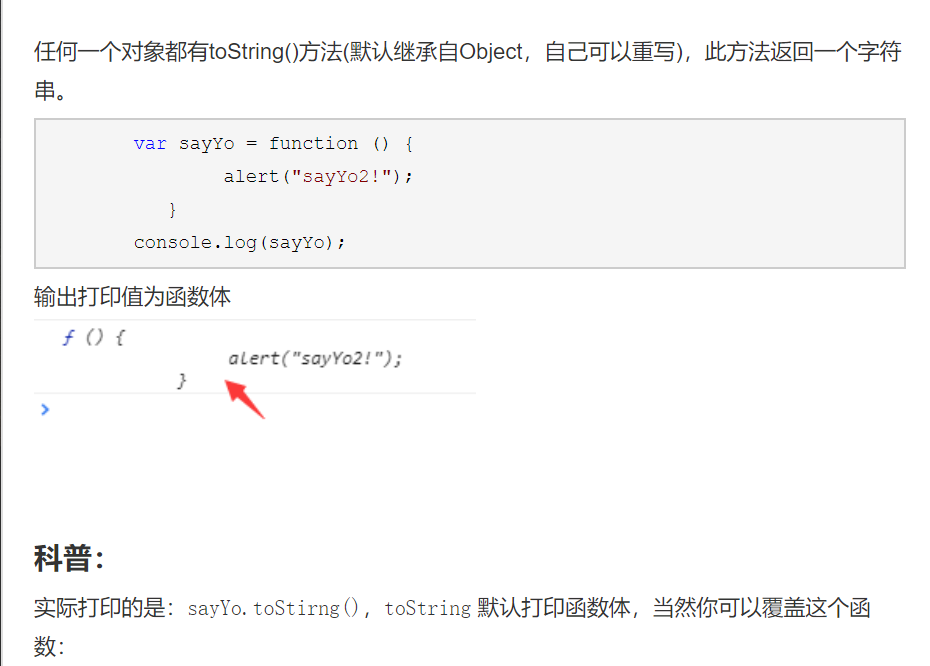 任何一个对象都有toString()方法(默认继承自Object，自己可以重写)，此方法返回一个字符
串。
var sayYo = function () {
alert("sayYo2!");
}
console.log(sayYo);
输出打印值为函数体
f () {
alert("sayYo2!");
}
>
科普：
实际打印的是：sayYo.toStirng()，toString 默认打印函数体，当然你可以覆盖这个函
数：